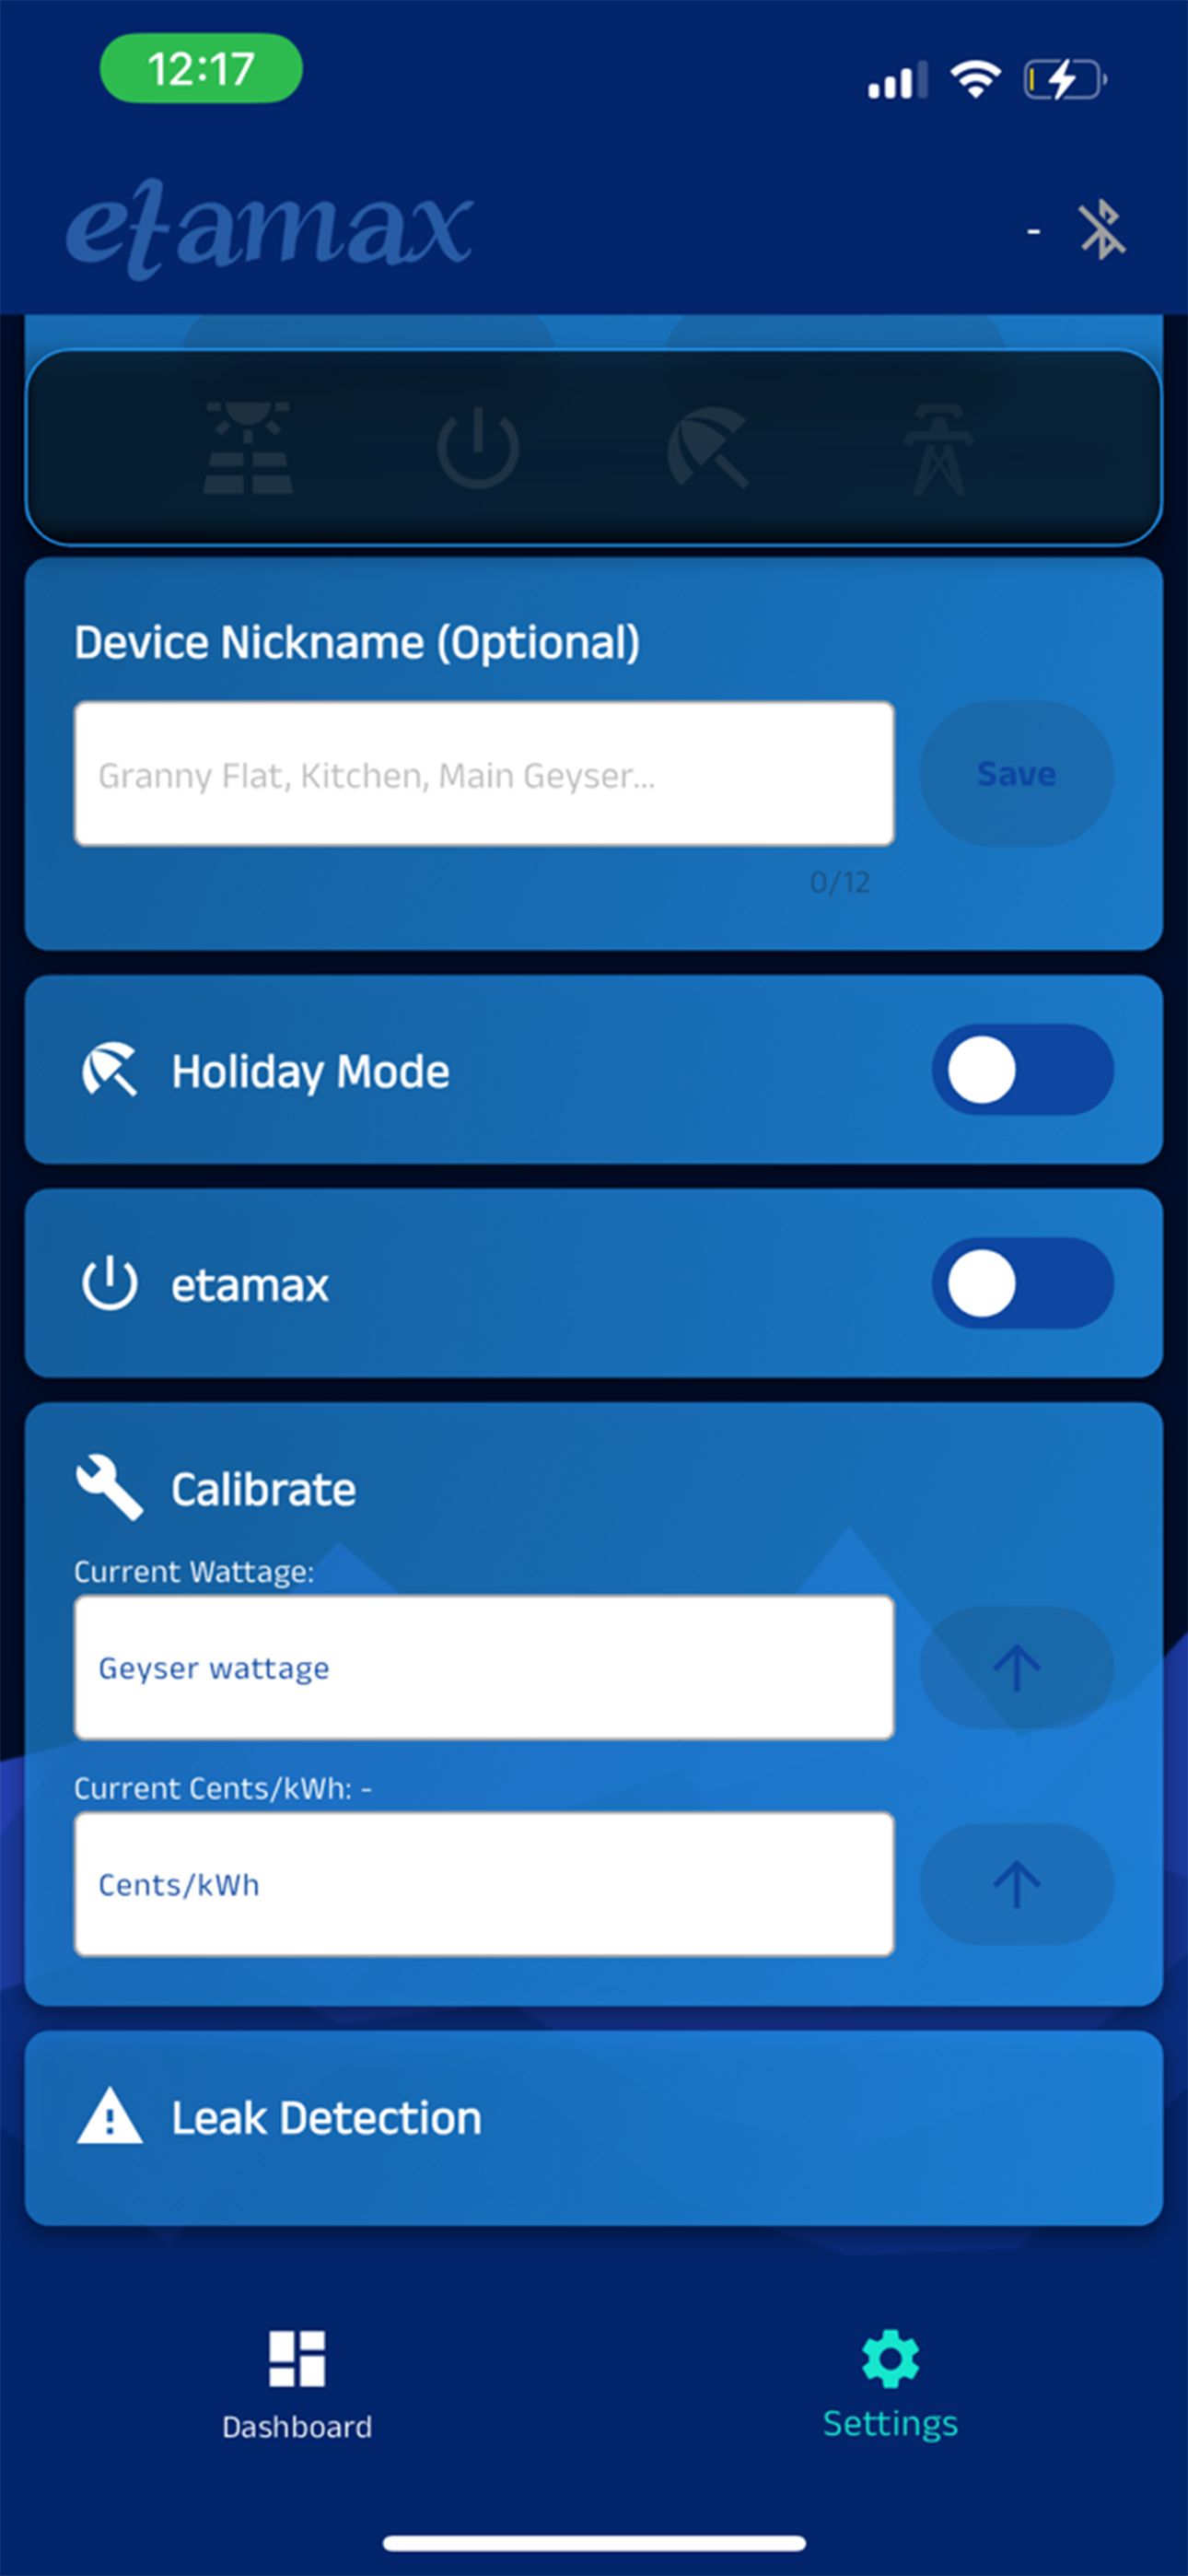 12:17
etamax
-
Device Nickname (Optional)
Granny Flat, Kitchen, Main Geyser...
Save
0/12
Holiday Mode
etamax
Calibrate
Current Wattage:
Geyser wattage
Current Cents/kWh: -
Cents/kWh
Leak Detection
Dashboard
Settings